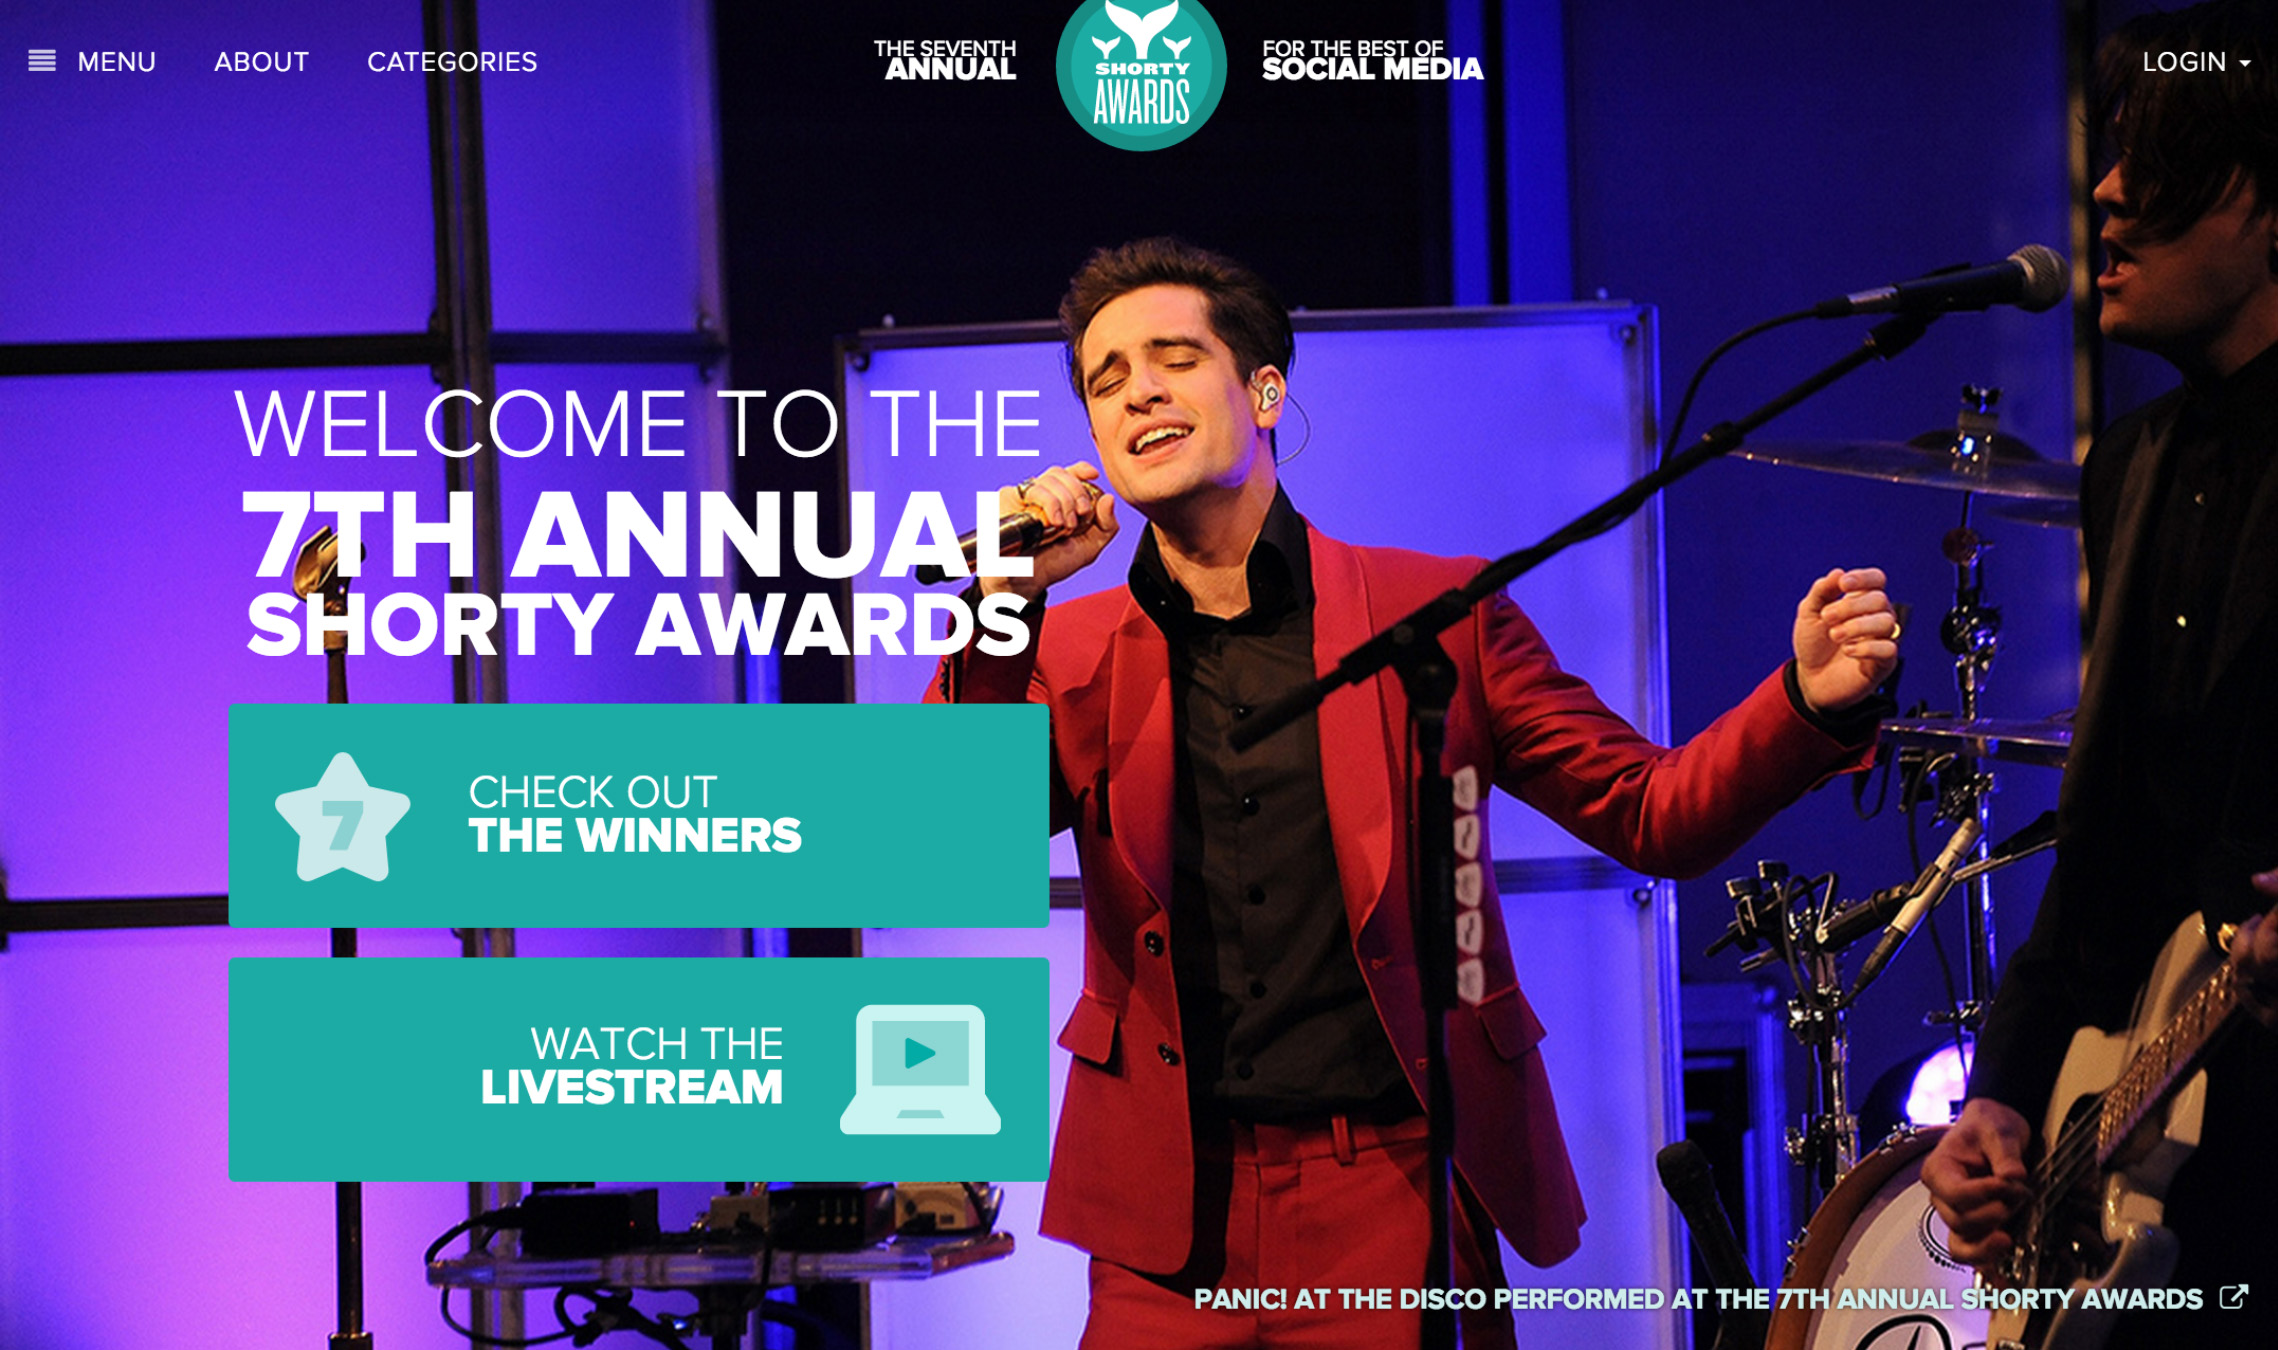 MENU
ABOUT
CATEGORIES
THE SEVENTH
ANNUAL
SHORTY
AWARDS
FOR THE BEST OF
SOCIAL MEDIA
LOGIN
WELCOME TO THE
7TH ANNUAL
SHORTY AWARDS
7
CHECK OUT
THE WINNERS
WATCH THE
LIVESTREAM
PANIC! AT THE DISCO PERFORMED AT THE 7TH ANNUAL SHORTY AWARDS